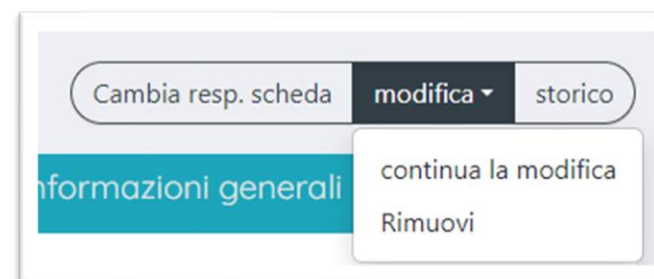 Cambia resp. scheda modifica storico
continua la modifica
nformazioni generali
Rimuovi